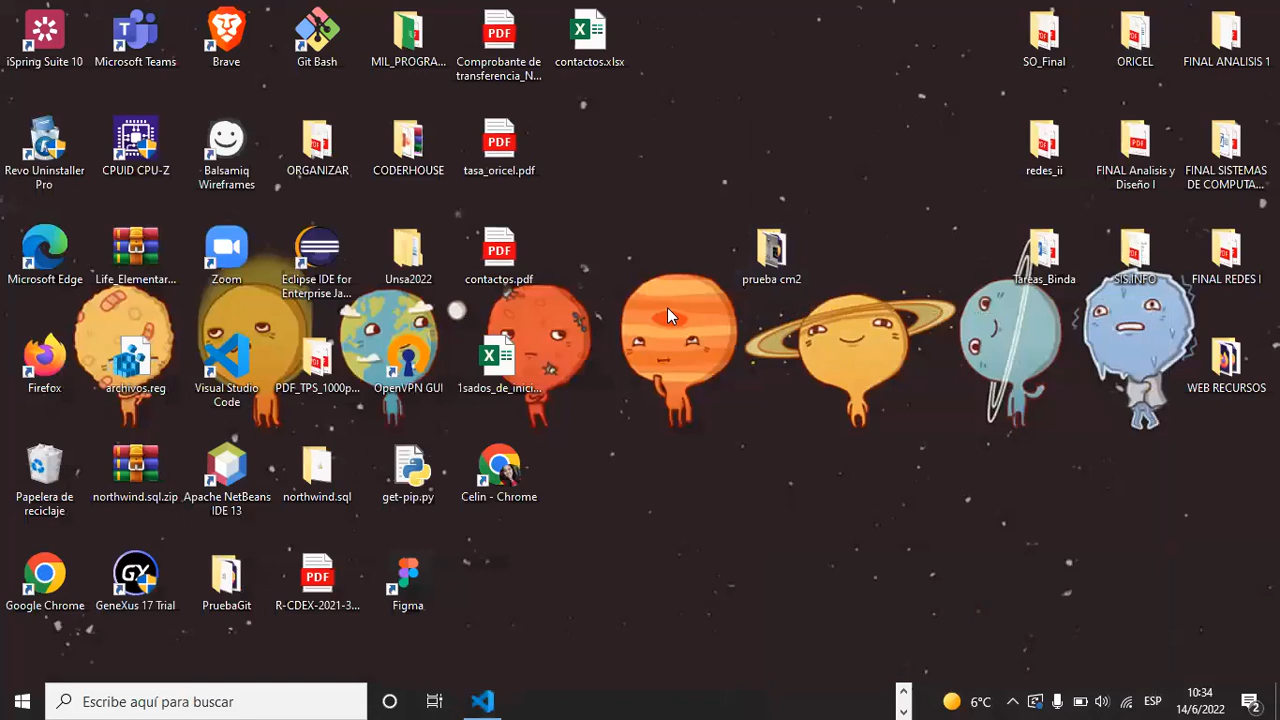 iSpring Suite 10
Microsoft Teams
Brave
Git Bash
MIL_PROGRA...
Comprobante de
transferencia_N...
contactos.xlsx
SO_Final
ORICEL
FINAL ANALISIS 1
Revo Uninstaller
Pro
CPUID CPU-Z
Balsamiq
Wireframes
ORGANIZAR
CODERHOUSE
tasa_oricel.pdf
redes_ii
FINAL Analisis y
Diseño I
FINAL SISTEMAS
DE COMPUTA...
Microsoft Edge
Life_Elementar...
Zoom
Eclipse IDE for
Enterprise Ja...
Unsa2022
contactos.pdf
prueba cm2
Tareas_Binda
SIS.INFO
FINAL REDES I
Firefox
archivos.reg
Visual Studio
Code
PDF_TPS_1000p...
OpenVPN GUI
1sados_de_inici...
WEB RECURSOS
Papelera de
reciclaje
northwind.sql.zip
Apache NetBeans
IDE 13
northwind.sql
get-pip.py
Celin - Chrome
Google Chrome
GeneXus 17 Trial
PruebaGit
R-CDEX-2021-3...
Figma
Escribe aquí para buscar
6°C
ESP
10:34
14/6/2022
2